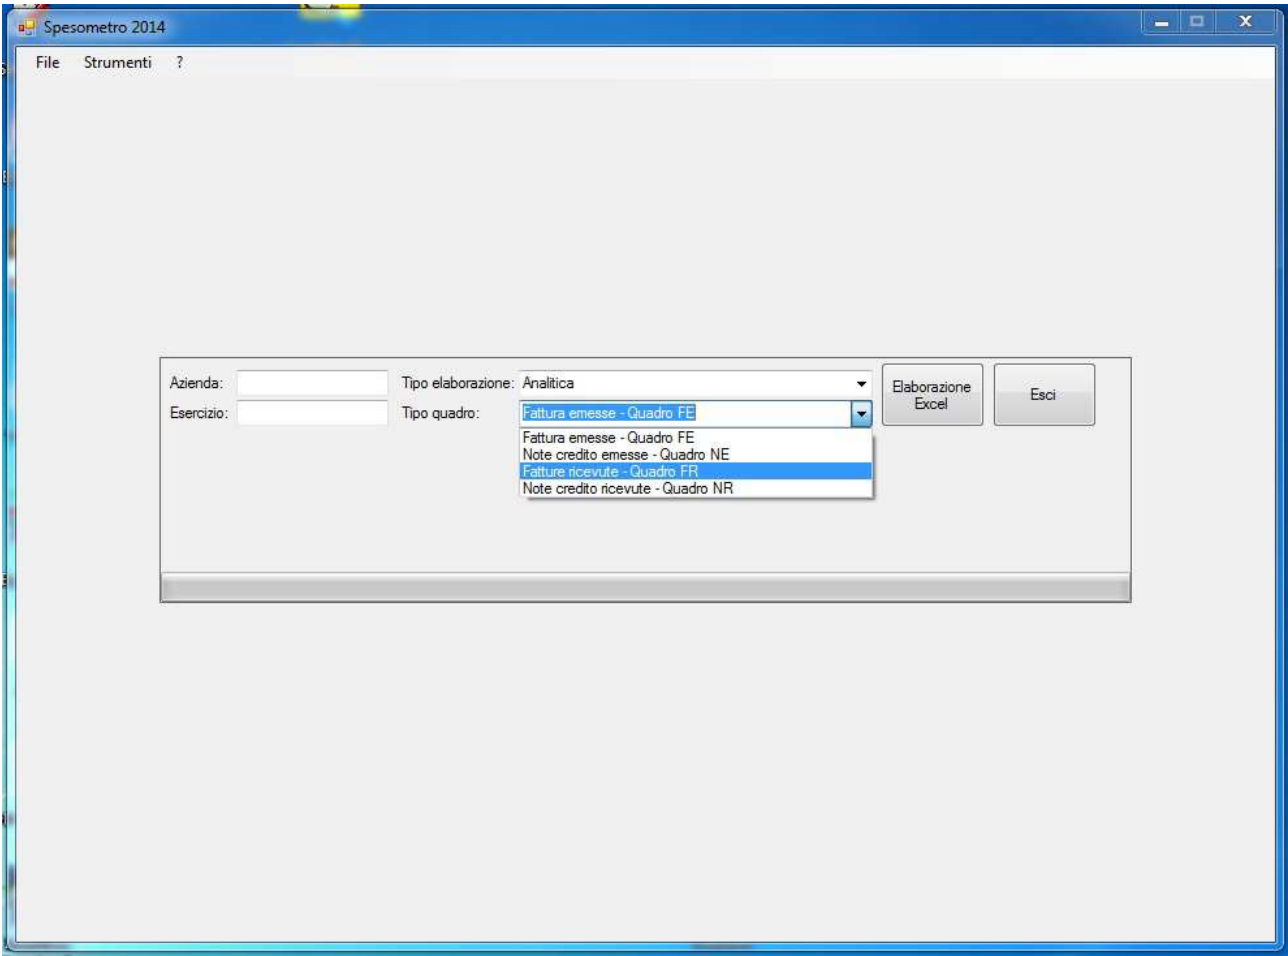 Spesometro 2014
File Strumenti ?
Azienda: Tipo elaborazione: Analitica
Elaborazione Excel
Esci
Esercizio: Tipo quadro: Fattura emesse - Quadro FE
Fattura emesse - Quadro FE
Note credito emesse - Quadro NE
Fatture ricevute - Quadro FR
Note credito ricevute - Quadro NR